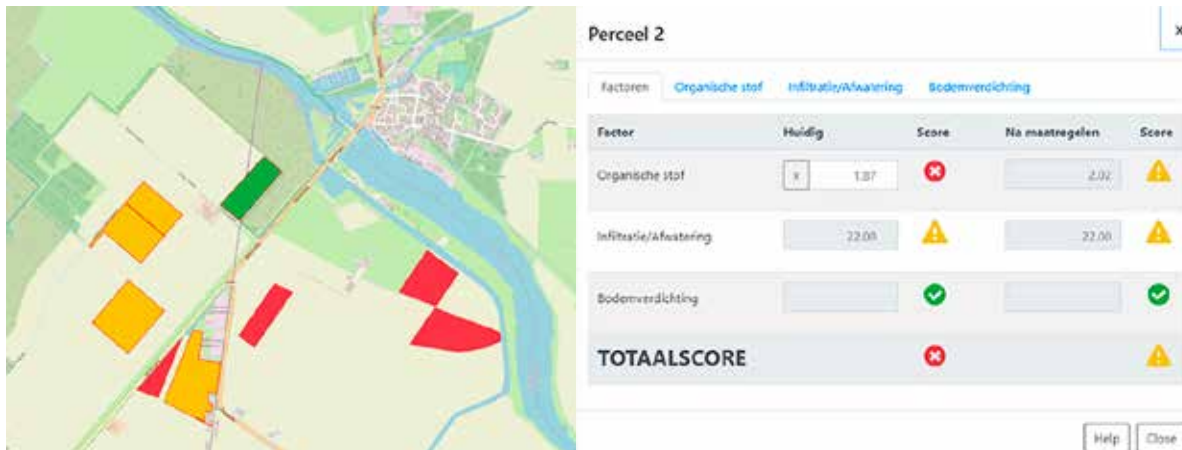 Perceel 2
x
Factoren Organische stof Infiltratie/Afwatering Bodemverdichting
Factor Huidig Score Na maatregelen Score
Organische stof x 1.87 2.02
Infiltratie/Afwatering 22.00 22.00
Bodemverdichting
TOTAALSCORE
Help Close